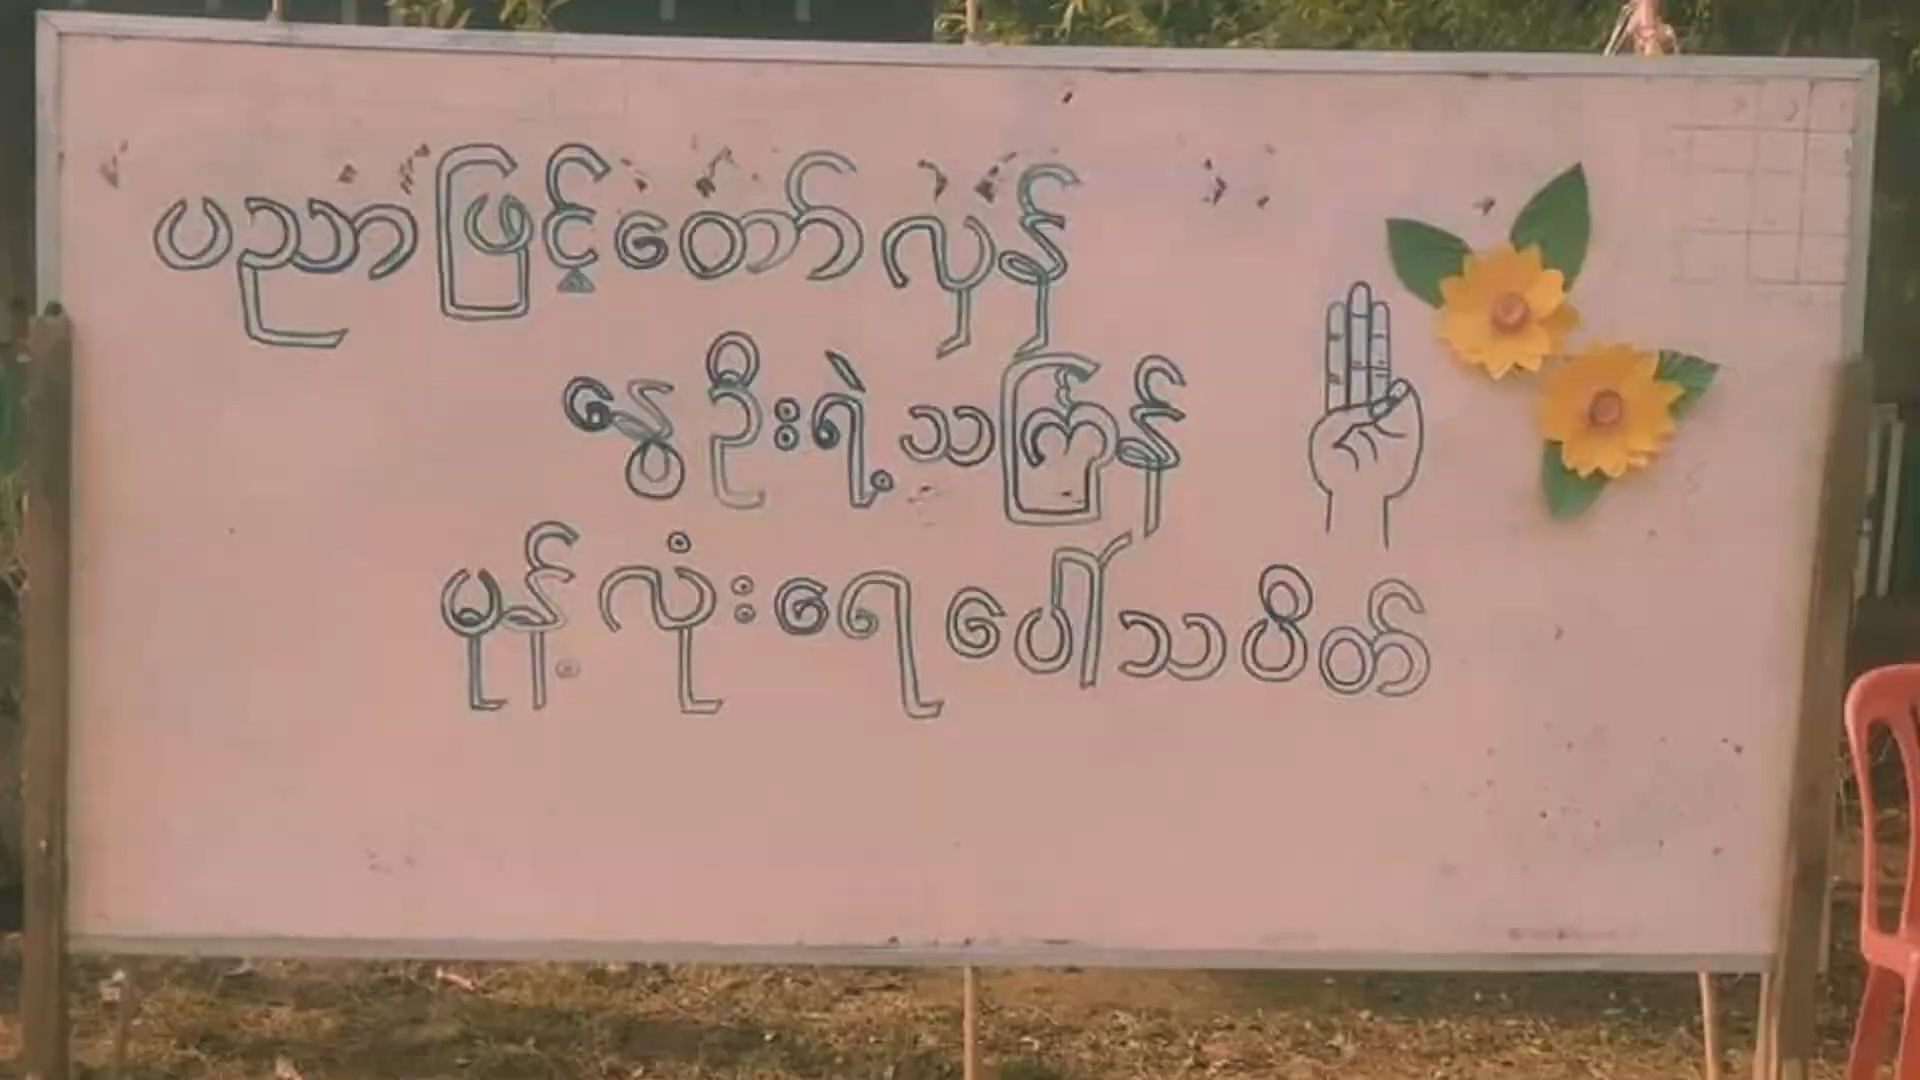 ပညာဖြင့်တော်လှန်
နွေဦးရဲ့သင်္ကြန်
မုန့်လုံးရေပေါ်သပိတ်